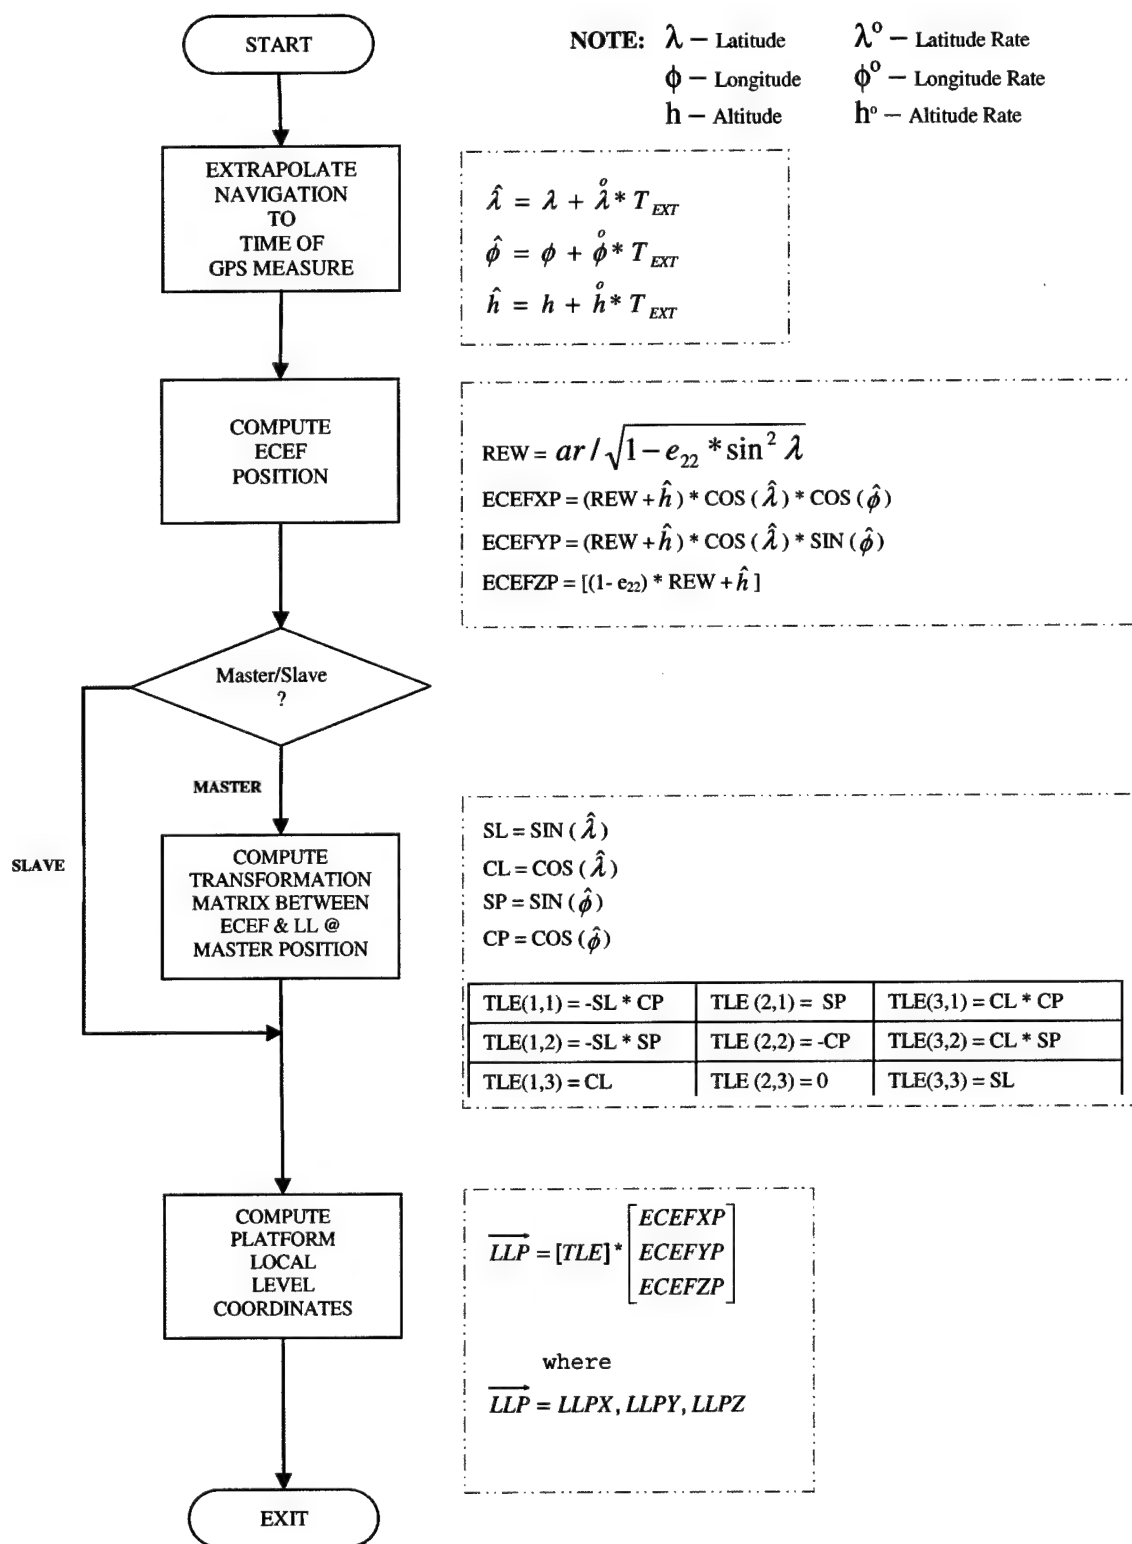 START
NOTE: λ – Latitude λ° – Latitude Rate
ϕ – Longitude ϕ° – Longitude Rate
h – Altitude h° – Altitude Rate
EXTRAPOLATE
NAVIGATION
TO
TIME OF
GPS MEASURE
λ̂ = λ + λ̊ * T_EXT
ϕ̂ = ϕ + ϕ̊ * T_EXT
ĥ = h + h̊ * T_EXT
COMPUTE
ECEF
POSITION
REW = ar / √(1 − e₂₂ * sin² λ)
ECEFXP = (REW + ĥ ) * COS ( λ̂ ) * COS ( ϕ̂ )
ECEFYP = (REW + ĥ ) * COS ( λ̂ ) * SIN ( ϕ̂ )
ECEFZP = [(1- e₂₂) * REW + ĥ ]
Master/Slave
?
MASTER
SLAVE
COMPUTE
TRANSFORMATION
MATRIX BETWEEN
ECEF & LL @
MASTER POSITION
SL = SIN ( λ̂ )
CL = COS ( λ̂ )
SP = SIN ( ϕ̂ )
CP = COS ( ϕ̂ )
TLE(1,1) = -SL * CP TLE (2,1) = SP TLE(3,1) = CL * CP
TLE(1,2) = -SL * SP TLE (2,2) = -CP TLE(3,2) = CL * SP
TLE(1,3) = CL TLE (2,3) = 0 TLE(3,3) = SL
COMPUTE
PLATFORM
LOCAL
LEVEL
COORDINATES
ECEFXP
LLP = [TLE] * ECEFYP
ECEFZP
where
LLP = LLPX, LLPY, LLPZ
EXIT